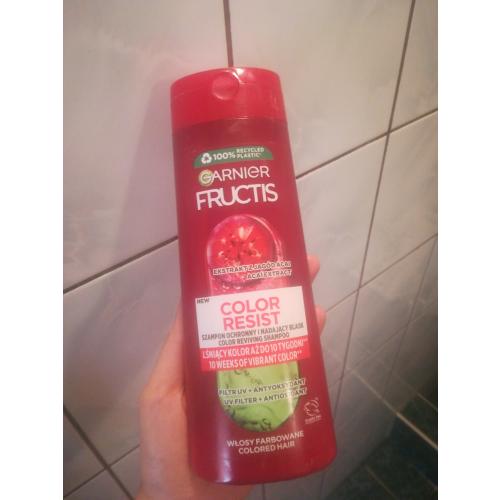 100% RECYCLED
PLASTIC*
GARNIER
FRUCTIS
EKSTRAKT Z JAGÓD ACAI
ACAI EXTRACT
NEW
COLOR
RESIST
SZAMPON OCHRONNY I NADAJĄCY BLASK
COLOR REVIVING SHAMPOO
LŚNIĄCY KOLOR AŻ DO 10 TYGODNI**
10 WEEKS OF VIBRANT COLOR**
FILTR UV + ANTYOKSYDANT
UV FILTER + ANTIOXIDANT
WŁOSY FARBOWANE
COLORED HAIR